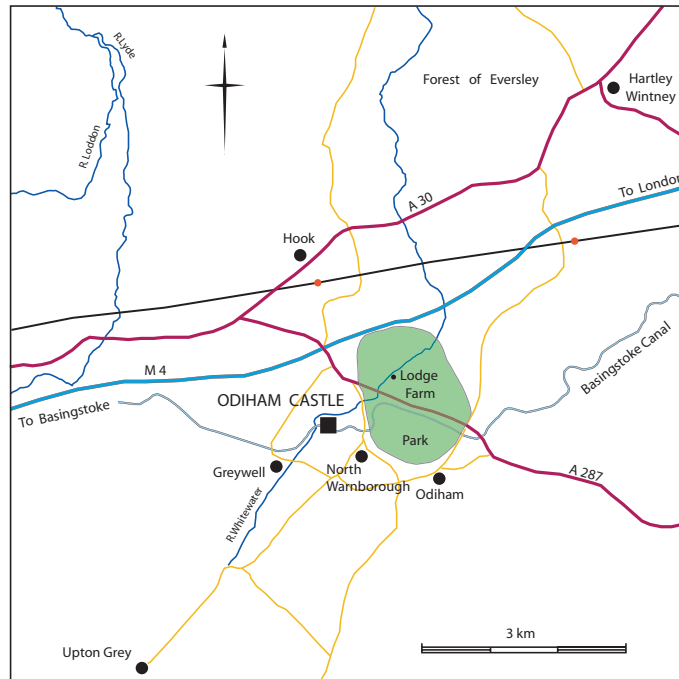 R.Lyde
Forest of Eversley
Hartley
Wintney
R.Loddon
To London
A 30
Hook
M 4
Lodge
Farm
Basingstoke Canal
ODIHAM CASTLE
To Basingstoke
Park
Greywell
North
Warnborough
Odiham
A 287
R.Whitewater
3 km
Upton Grey